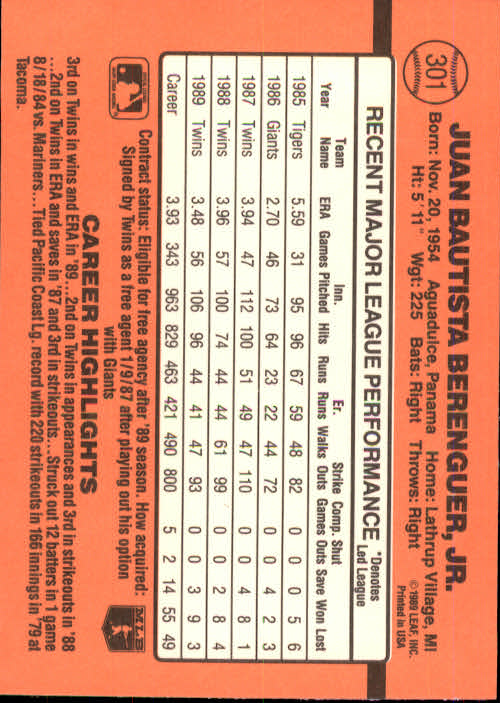 301
JUAN BAUTISTA BERENGUER, JR.
©1989 LEAF, INC.
Printed in USA
Born: Nov. 20, 1954 Aguadulce, Panama Home: Lathrup Village, MI
Ht: 5' 11" Wgt: 225 Bats: Right Throws: Right
RECENT MAJOR LEAGUE PERFORMANCE *Denotes Led League
Team Inn. Er. Strike Comp. Shut
Year Name ERA Games Pitched Hits Runs Runs Walks Outs Games Outs Save Won Lost
1985 Tigers 5.59 31 95 96 67 59 48 82 0 0 0 5 6
1986 Giants 2.70 46 73 64 23 22 44 72 0 0 4 2 3
1987 Twins 3.94 47 112 100 51 49 47 110 0 0 4 8 1
1988 Twins 3.96 57 100 74 44 44 61 99 0 0 2 8 4
1989 Twins 3.48 56 106 96 44 41 47 93 0 0 3 9 3
Career 3.93 343 963 829 463 421 490 800 5 2 14 55 49
Contract status: Eligible for free agency after '89 season. How acquired:
Signed by Twins as a free agent 1/9/87 after playing out his option
with Giants
MLB
CAREER HIGHLIGHTS
3rd on Twins in wins and ERA in '89...2nd on Twins in appearances and 3rd in strikeouts in '88
...2nd on Twins in ERA and saves in '87 and 3rd in strikeouts...Struck out 12 batters in 1 game
8/18/84 vs. Mariners...Tied Pacific Coast Lg. record with 220 strikeouts in 166 innings in '79 at
Tacoma.